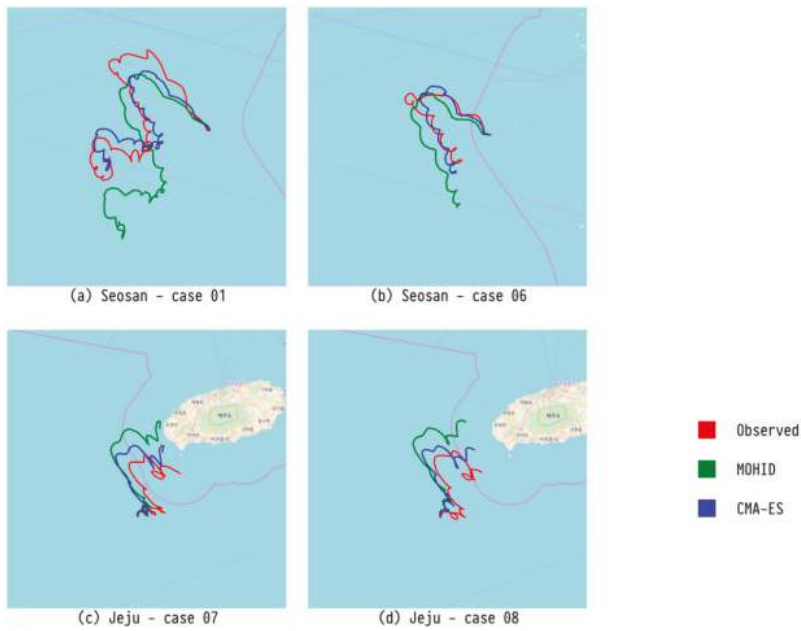 (a) Seosan - case 01
(b) Seosan - case 06
(c) Jeju - case 07
(d) Jeju - case 08
Observed
MOHID
CMA-ES